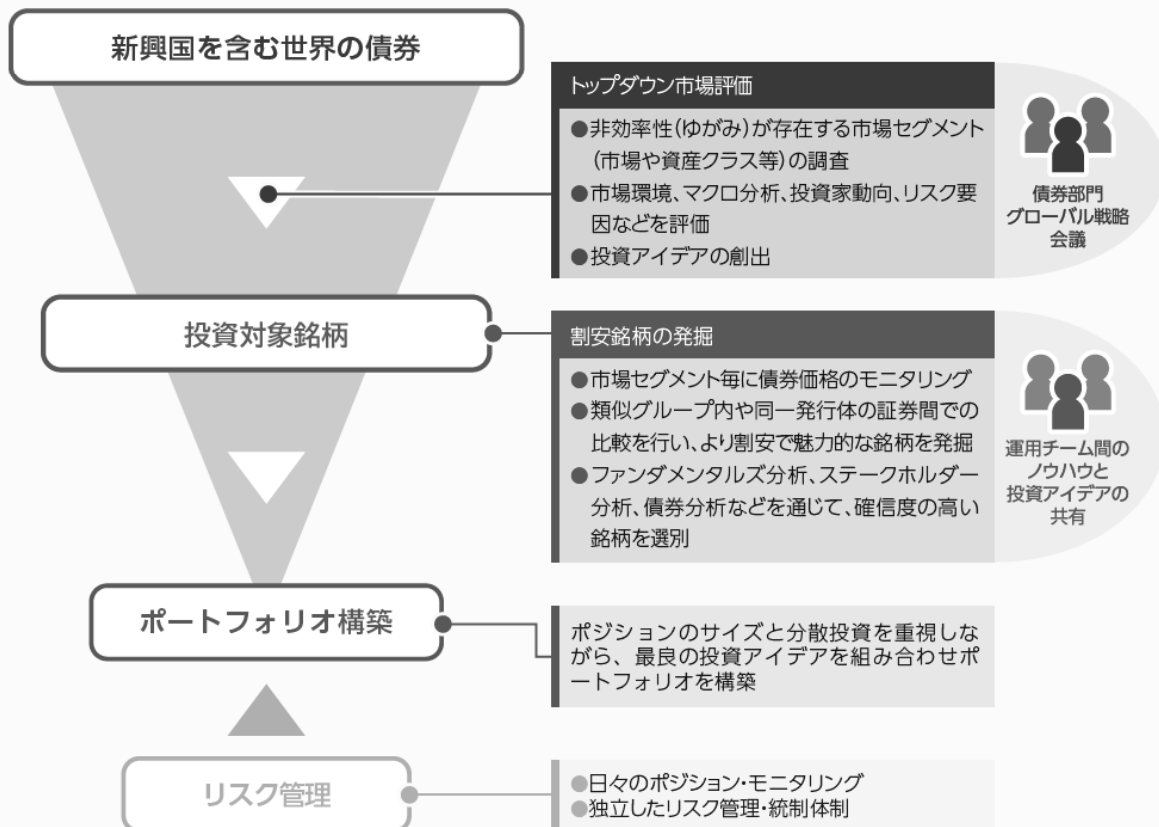 新興国を含む世界の債券
トップダウン市場評価
●非効率性(ゆがみ)が存在する市場セグメント
(市場や資産クラス等)の調査
●市場環境、マクロ分析、投資家動向、リスク要
因などを評価
●投資アイデアの創出
債券部門
グローバル戦略
会議
投資対象銘柄
割安銘柄の発掘
●市場セグメント毎に債券価格のモニタリング
●類似グループ内や同一発行体の証券間での
比較を行い、より割安で魅力的な銘柄を発掘
●ファンダメンタルズ分析、ステークホルダー
分析、債券分析などを通じて、確信度の高い
銘柄を選別
運用チーム間の
ノウハウと
投資アイデアの
共有
ポートフォリオ構築
ポジションのサイズと分散投資を重視しな
がら、最良の投資アイデアを組み合わせポ
ートフォリオを構築
リスク管理
●日々のポジション・モニタリング
●独立したリスク管理・統制体制